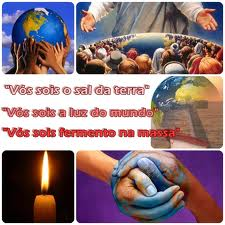 "Vós sois o sal da terra"
"Vós sois a luz do mundo"
"Vós sois fermento na massa"